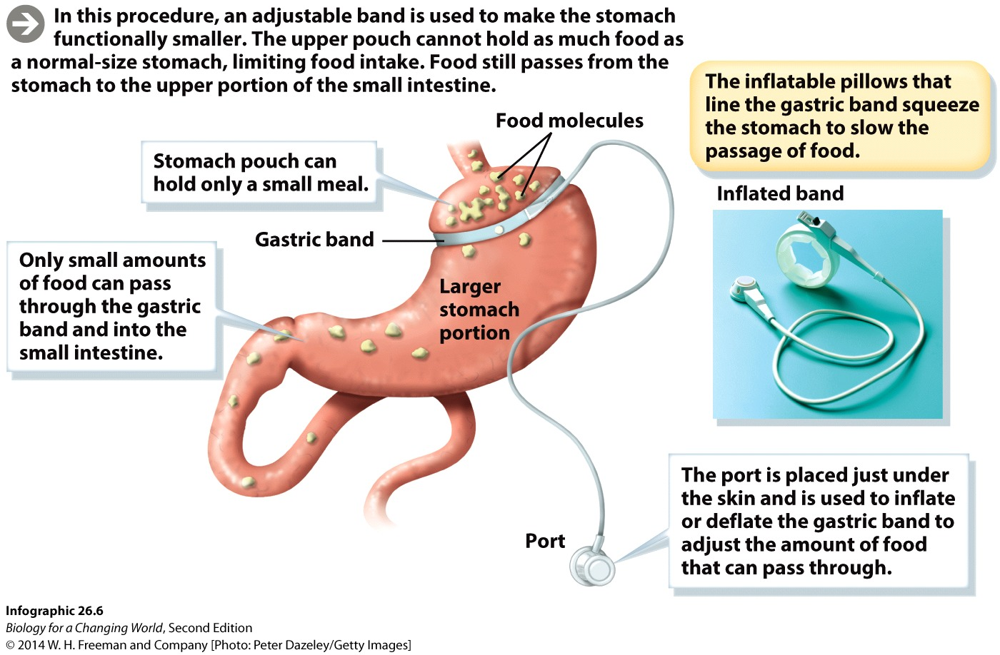 In this procedure, an adjustable band is used to make the stomach
functionally smaller. The upper pouch cannot hold as much food as
a normal-size stomach, limiting food intake. Food still passes from the
stomach to the upper portion of the small intestine.
The inflatable pillows that
line the gastric band squeeze
the stomach to slow the
passage of food.
Food molecules
Stomach pouch can
hold only a small meal.
Inflated band
Gastric band
Only small amounts
of food can pass
through the gastric
band and into the
small intestine.
Larger
stomach
portion
The port is placed just under
the skin and is used to inflate
or deflate the gastric band to
adjust the amount of food
that can pass through.
Port
Infographic 26.6
Biology for a Changing World, Second Edition
© 2014 W. H. Freeman and Company [Photo: Peter Dazeley/Getty Images]